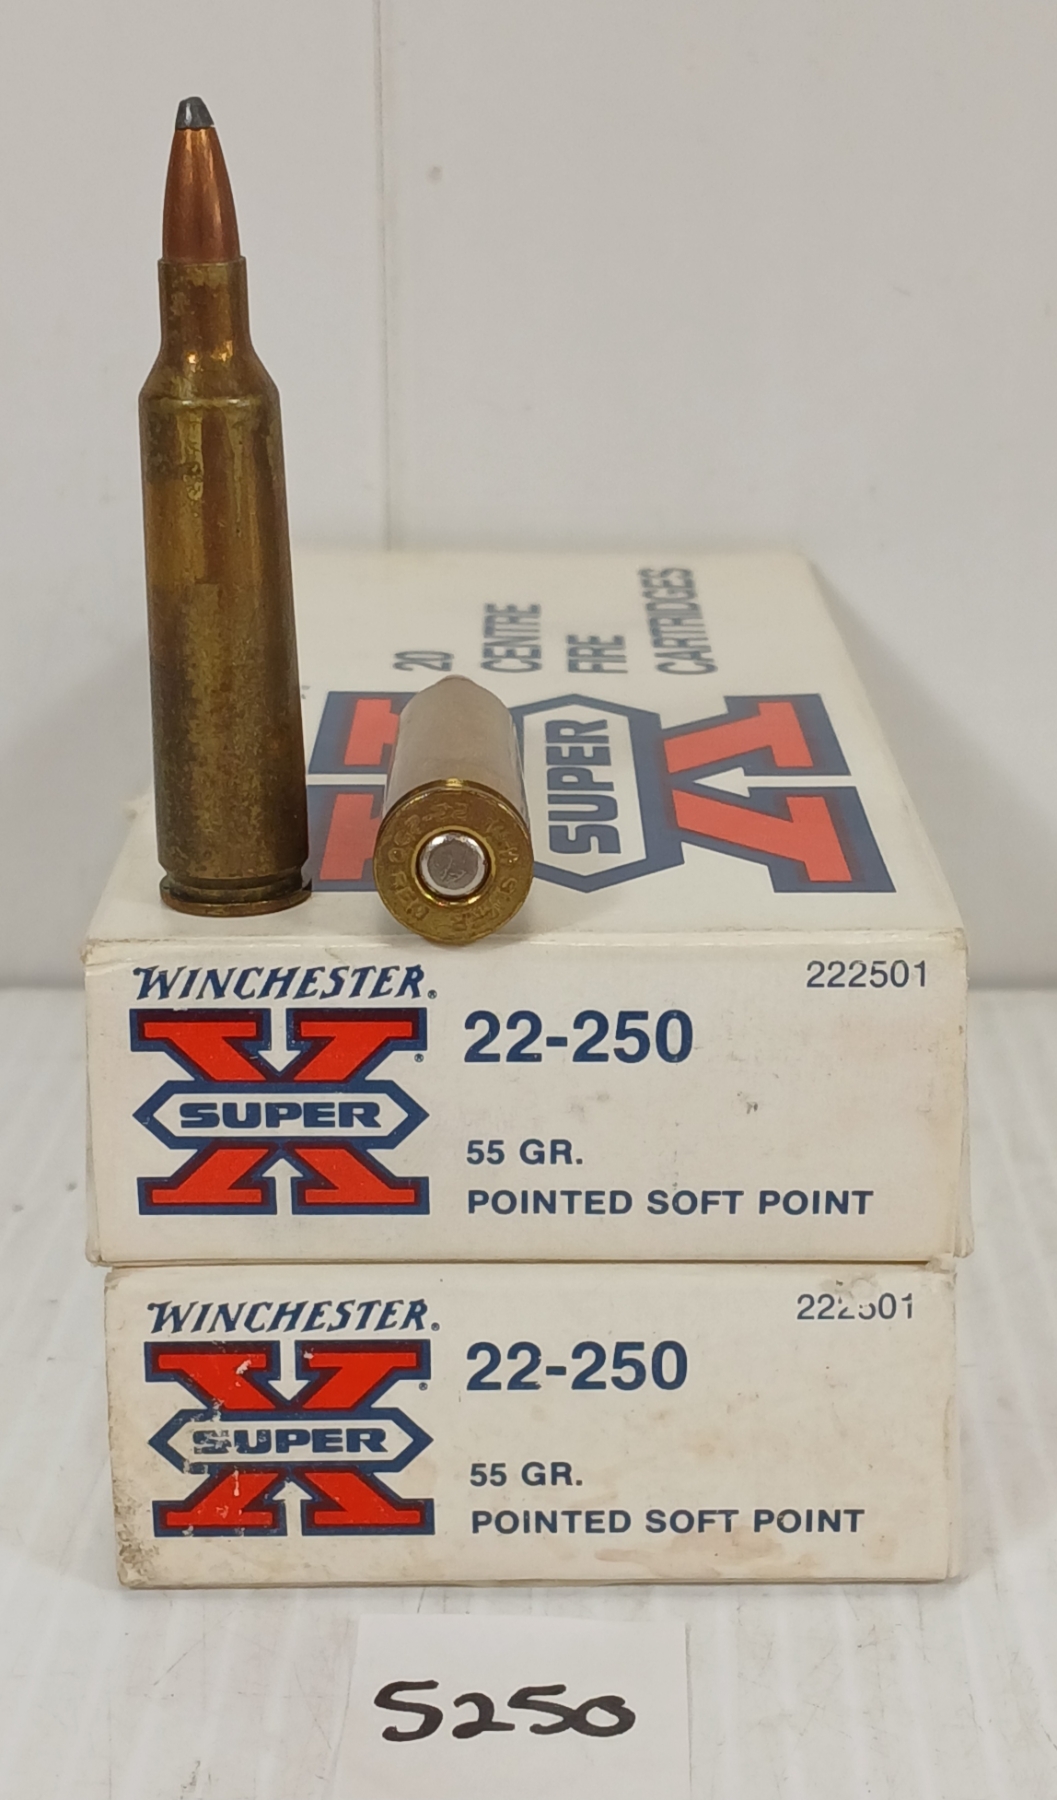 20
CENTRE
FIRE
CARTRIDGES
SUPER
X
WINCHESTER®
222501
22-250
SUPER
X
®
55 GR.
POINTED SOFT POINT
WINCHESTER®
22-250
SUPER
X
®
55 GR.
POINTED SOFT POINT
5250